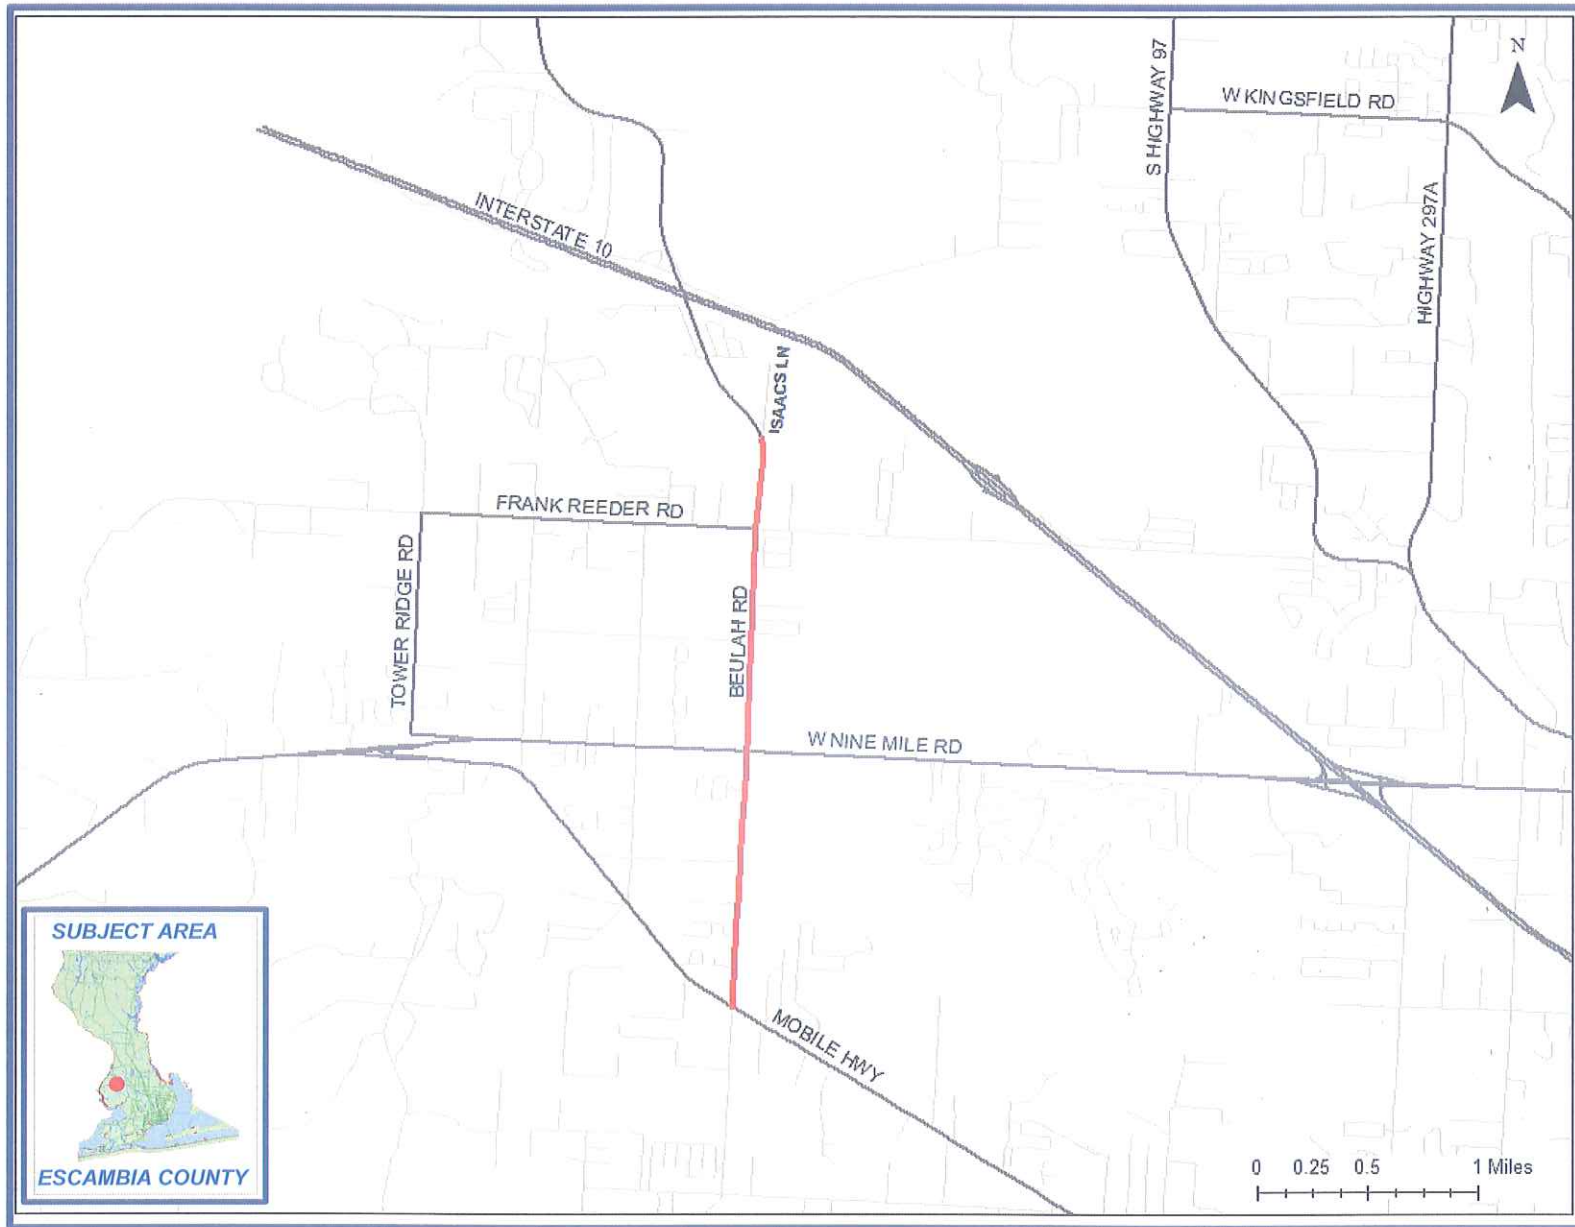 N
S HIGHWAY 97
W KINGSFIELD RD
HIGHWAY 297A
INTERSTATE 10
ISAACS LN
FRANK REEDER RD
TOWER RIDGE RD
BEULAH RD
W NINE MILE RD
MOBILE HWY
SUBJECT AREA
ESCAMBIA COUNTY
0 0.25 0.5 1 Miles